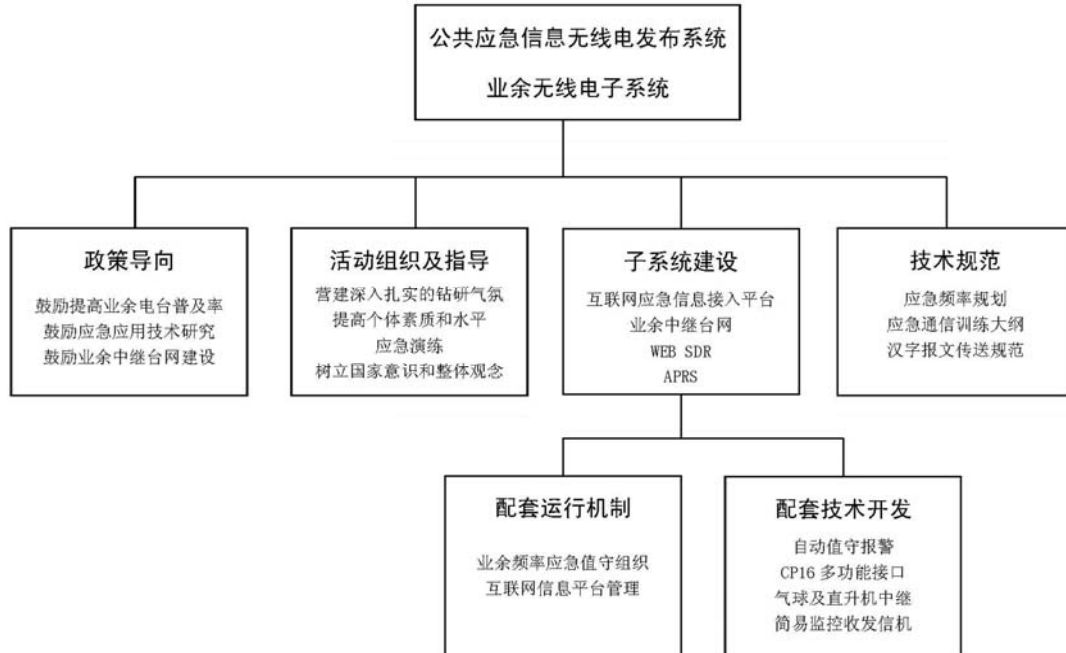 公共应急信息无线电发布系统
业余无线电子系统
政策导向
鼓励提高业余电台普及率
鼓励应急应用技术研究
鼓励业余中继台网建设
活动组织及指导
营建深入扎实的钻研气氛
提高个体素质和水平
应急演练
树立国家意识和整体观念
子系统建设
互联网应急信息接入平台
业余中继台网
WEB SDR
APRS
技术规范
应急频率规划
应急通信训练大纲
汉字报文传送规范
配套运行机制
业余频率应急值守组织
互联网信息平台管理
配套技术开发
自动值守报警
CP16 多功能接口
气球及直升机中继
简易监控收发信机